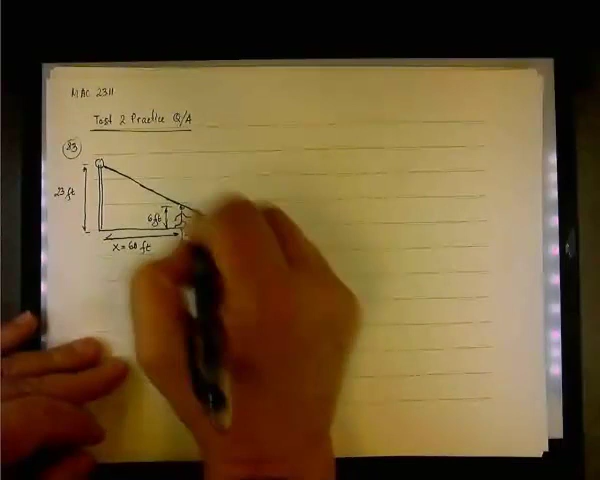 MAC 2311
Test 2 Practice Q/A
23
23 ft
6 ft
x = 60 ft